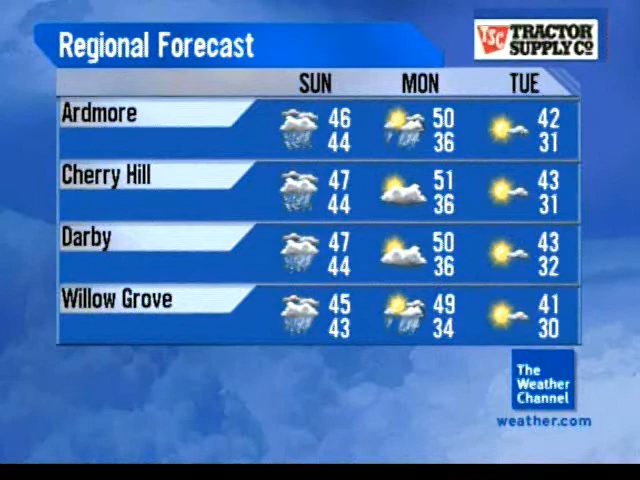 Regional Forecast
TSC TRACTOR
SUPPLY CO
SUN MON TUE
Ardmore 46 50 42
44 36 31
Cherry Hill 47 51 43
44 36 31
Darby 47 50 43
44 36 32
Willow Grove 45 49 41
43 34 30
The
Weather
Channel
weather.com